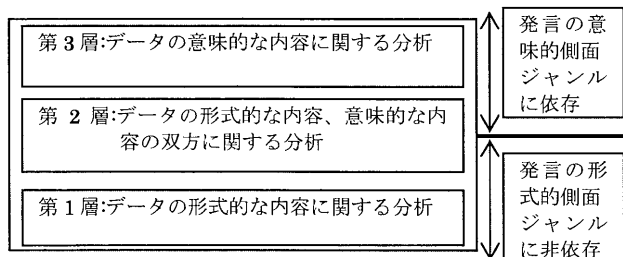 第3層:データの意味的な内容に関する分析
第 2 層:データの形式的な内容、意味的な内
容の双方に関する分析
第1層:データの形式的な内容に関する分析
発言の意
味的側面
ジャンル
に依存
発言の形
式的側面
ジャンル
に非依存